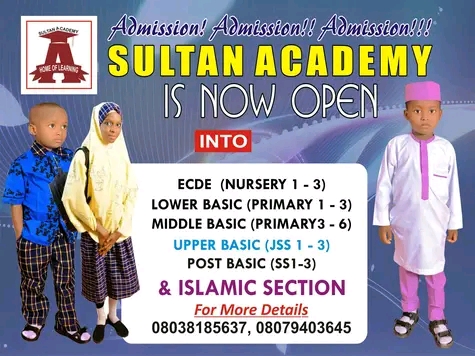 SULTAN ACADEMY
HOME OF LEARNING
Admission! Admission!! Admission!!!
SULTAN ACADEMY
IS NOW OPEN
INTO
ECDE (NURSERY 1 - 3)
LOWER BASIC (PRIMARY 1 - 3)
MIDDLE BASIC (PRIMARY3 - 6)
UPPER BASIC (JSS 1 - 3)
POST BASIC (SS1-3)
& ISLAMIC SECTION
For More Details
08038185637, 08079403645